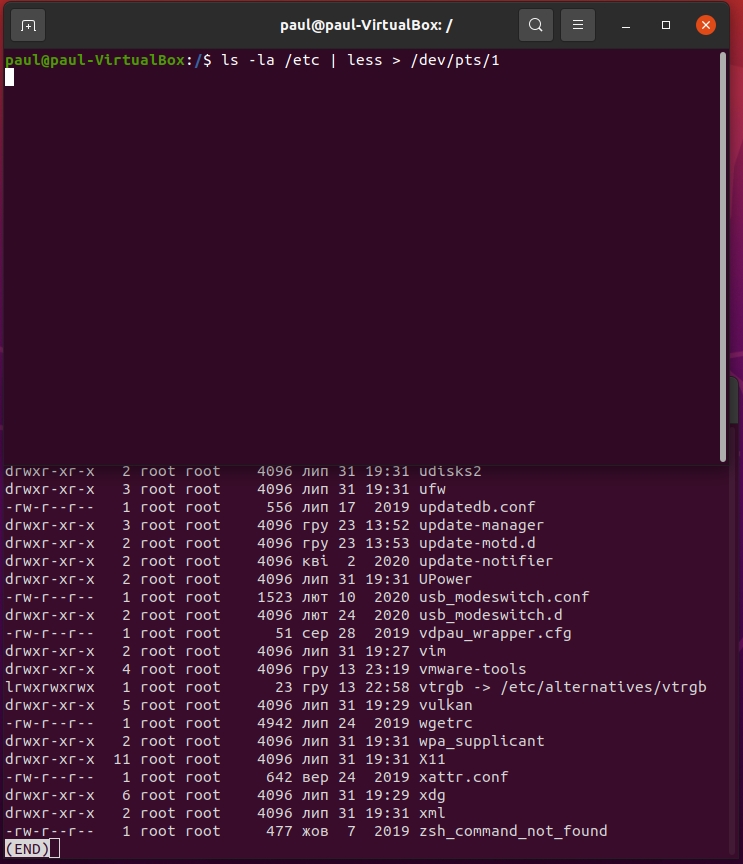 paul@paul-VirtualBox: /
paul@paul-VirtualBox:/$ ls -la /etc | less > /dev/pts/1
drwxr-xr-x   2 root root    4096 лип 31 19:31 udisks2
drwxr-xr-x   3 root root    4096 лип 31 19:31 ufw
-rw-r--r--   1 root root     556 лип 17  2019 updatedb.conf
drwxr-xr-x   3 root root    4096 гру 23 13:52 update-manager
drwxr-xr-x   2 root root    4096 гру 23 13:53 update-motd.d
drwxr-xr-x   2 root root    4096 кві  2  2020 update-notifier
drwxr-xr-x   2 root root    4096 лип 31 19:31 UPower
-rw-r--r--   1 root root    1523 лют 10  2020 usb_modeswitch.conf
drwxr-xr-x   2 root root    4096 лют 24  2020 usb_modeswitch.d
-rw-r--r--   1 root root      51 сер 28  2019 vdpau_wrapper.cfg
drwxr-xr-x   2 root root    4096 лип 31 19:27 vim
drwxr-xr-x   4 root root    4096 гру 13 23:19 vmware-tools
lrwxrwxrwx   1 root root      23 гру 13 22:58 vtrgb -> /etc/alternatives/vtrgb
drwxr-xr-x   5 root root    4096 лип 31 19:29 vulkan
-rw-r--r--   1 root root    4942 лип 24  2019 wgetrc
drwxr-xr-x   2 root root    4096 лип 31 19:31 wpa_supplicant
drwxr-xr-x  11 root root    4096 лип 31 19:31 X11
-rw-r--r--   1 root root     642 вер 24  2019 xattr.conf
drwxr-xr-x   6 root root    4096 лип 31 19:29 xdg
drwxr-xr-x   2 root root    4096 лип 31 19:31 xml
-rw-r--r--   1 root root     477 жов  7  2019 zsh_command_not_found
(END)